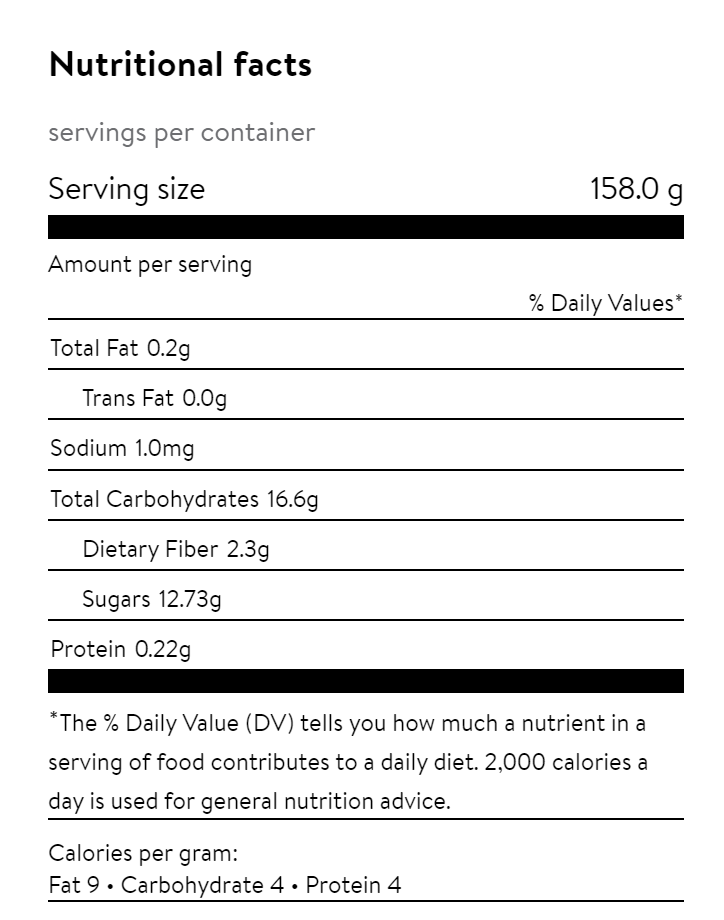 Nutritional facts
servings per container
Serving size 158.0 g
Amount per serving
% Daily Values*
Total Fat 0.2g
Trans Fat 0.0g
Sodium 1.0mg
Total Carbohydrates 16.6g
Dietary Fiber 2.3g
Sugars 12.73g
Protein 0.22g
*The % Daily Value (DV) tells you how much a nutrient in a
serving of food contributes to a daily diet. 2,000 calories a
day is used for general nutrition advice.
Calories per gram:
Fat 9 • Carbohydrate 4 • Protein 4